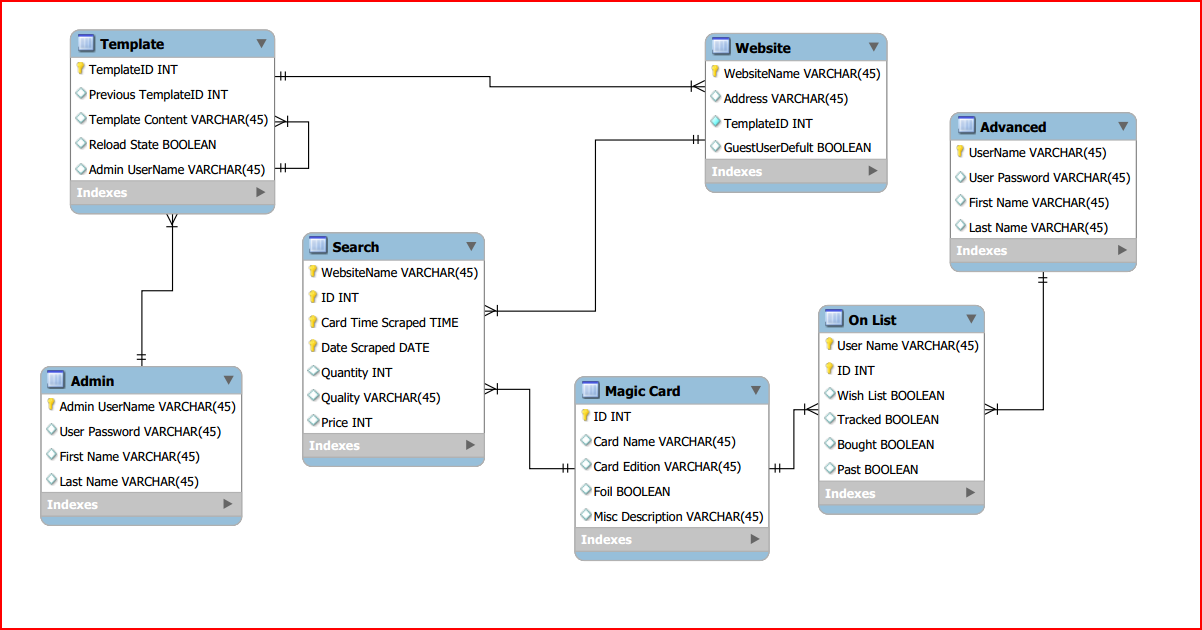 Template
TemplateID INT
Previous TemplateID INT
Template Content VARCHAR(45)
Reload State BOOLEAN
Admin UserName VARCHAR(45)
Indexes
Website
WebsiteName VARCHAR(45)
Address VARCHAR(45)
TemplateID INT
GuestUserDefult BOOLEAN
Indexes
Advanced
UserName VARCHAR(45)
User Password VARCHAR(45)
First Name VARCHAR(45)
Last Name VARCHAR(45)
Indexes
Search
WebsiteName VARCHAR(45)
ID INT
Card Time Scraped TIME
Date Scraped DATE
Quantity INT
Quality VARCHAR(45)
Price INT
Indexes
On List
User Name VARCHAR(45)
ID INT
Wish List BOOLEAN
Tracked BOOLEAN
Bought BOOLEAN
Past BOOLEAN
Indexes
Admin
Admin UserName VARCHAR(45)
User Password VARCHAR(45)
First Name VARCHAR(45)
Last Name VARCHAR(45)
Indexes
Magic Card
ID INT
Card Name VARCHAR(45)
Card Edition VARCHAR(45)
Foil BOOLEAN
Misc Description VARCHAR(45)
Indexes